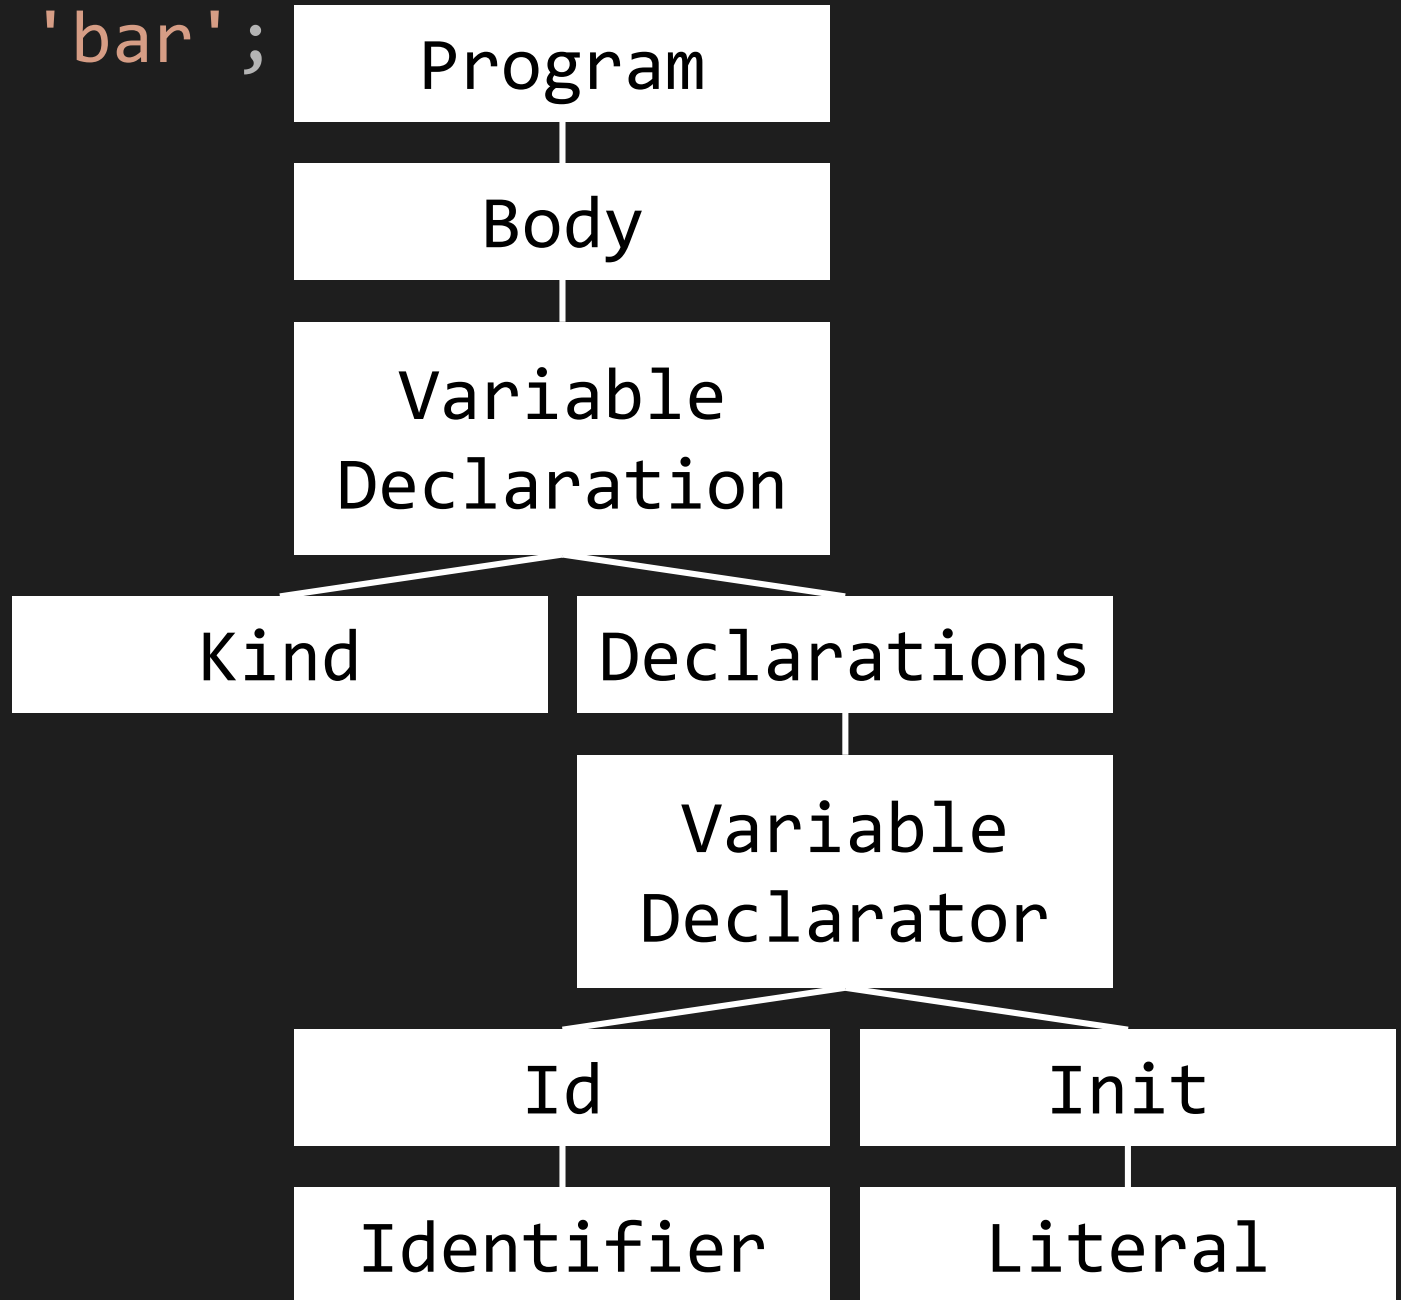 'bar';
Program
Body
Variable
Declaration
Kind
Declarations
Variable
Declarator
Id
Init
Identifier
Literal